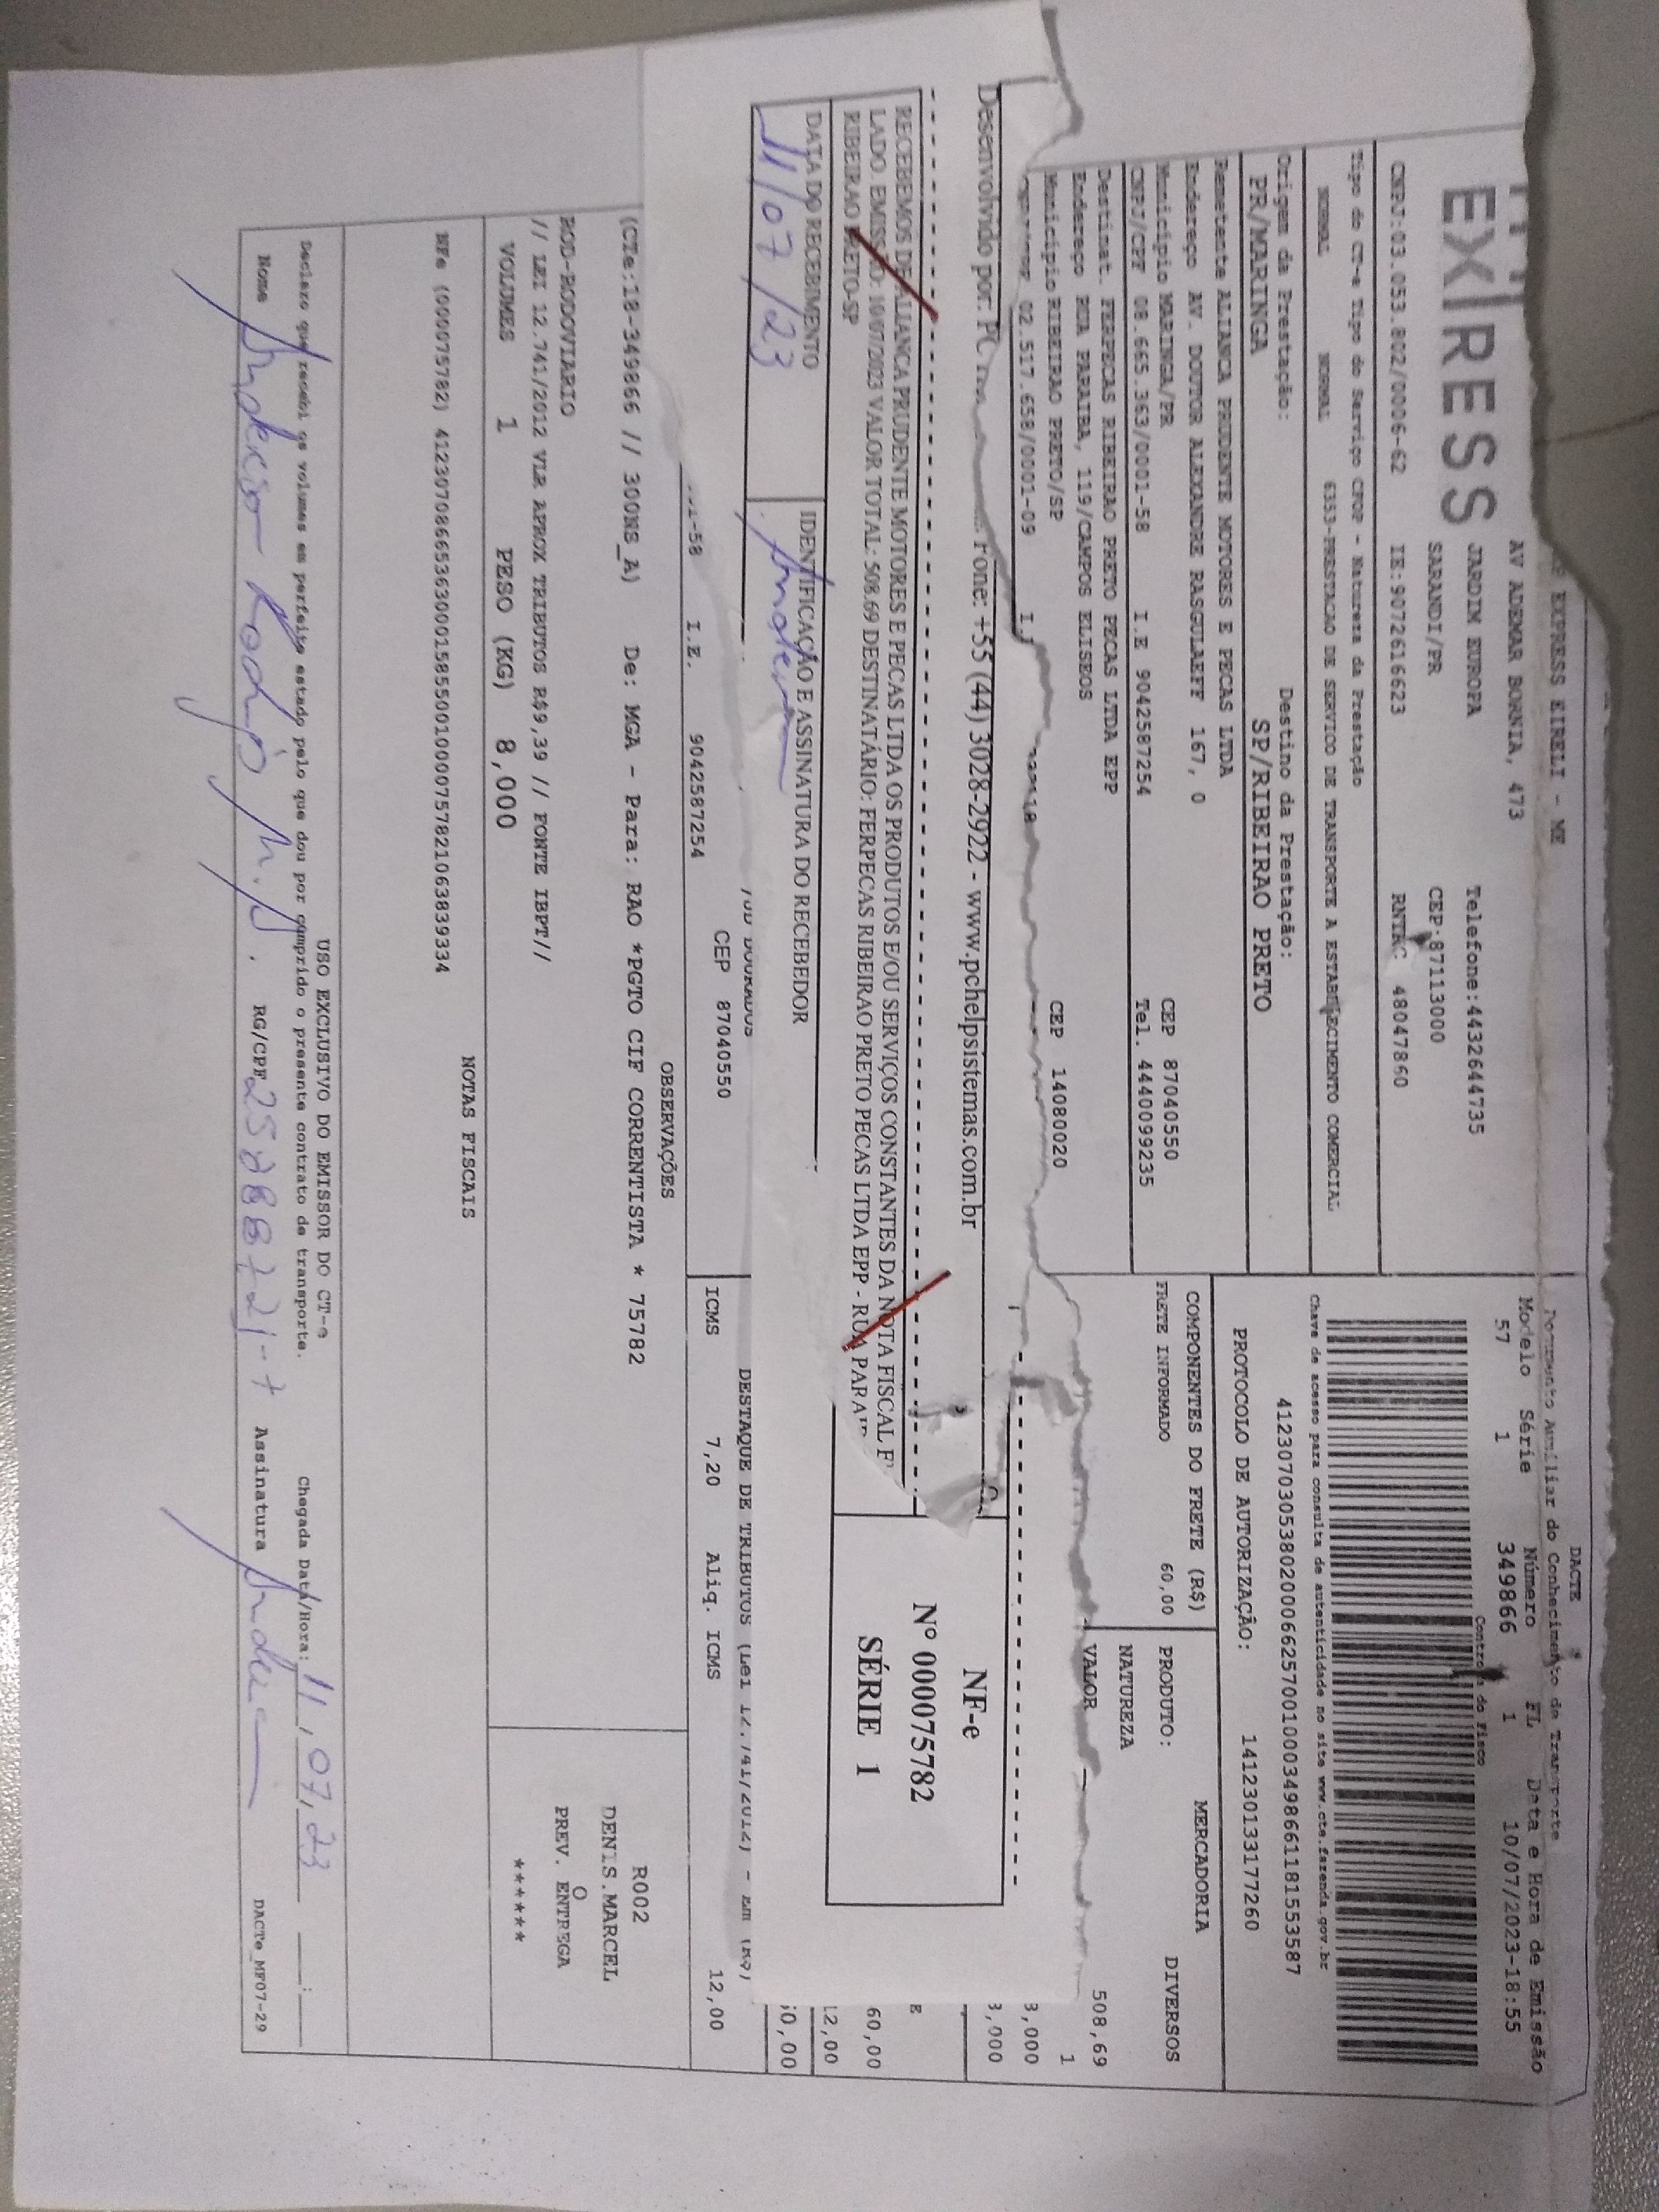 EXPRESS EIRELI - ME
EXPRESS
AV ADEMAR BORNIA, 473
JARDIM EUROPA Telefone:4432644735
SARANDI/PR CEP:87113000
CNPJ:03.053.802/0006-62 IE:9072616623 RNTRC 48047860
Tipo do CT-e Tipo do Serviço CFOP - Natureza da Prestação
NORMAL NORMAL 6353-PRESTACAO DE SERVICO DE TRANSPORTE A ESTABELECIMENTO COMERCIAL
Origem da Prestação: Destino da Prestação:
PR/MARINGA SP/RIBEIRAO PRETO
Remetente ALIANCA PRUDENTE MOTORES E PECAS LTDA
Endereço AV. DOUTOR ALEXANDRE RASGULAEFF 167, 0
Município MARINGA/PR CEP 87040550
CNPJ/CPF 08.665.363/0001-58 I.E 9042587254 Tel. 4440099235
Destinat. FERPECAS RIBEIRAO PRETO PECAS LTDA EPP
Endereço RUA PARAIBA, 119/CAMPOS ELISEOS
Município RIBEIRAO PRETO/SP CEP 14080020
02.517.658/0001-09
DACTE
Documento Auxiliar do Conhecimento de Transporte
Modelo Série Número FL Data e Hora de Emissão
57 1 349866 1 10/07/2023-18:55
Controle do Fisco
Chave de acesso para consulta de autenticidade no site www.cte.fazenda.gov.br
41230703053802000662570010003498661181553587
PROTOCOLO DE AUTORIZAÇÃO: 141230133177260
COMPONENTES DO FRETE (R$) MERCADORIA
FRETE INFORMADO 60,00 PRODUTO: DIVERSOS
NATUREZA
VALOR 508,69
1
Desenvolvido por: PC Fone: +55 (44) 3028-2922 - www.pchelpsistemas.com.br
RECEBEMOS DE ALIANCA PRUDENTE MOTORES E PECAS LTDA OS PRODUTOS E/OU SERVIÇOS CONSTANTES DA NOTA FISCAL
LADO. EMISSÃO: 10/07/2023 VALOR TOTAL: 508.69 DESTINATÁRIO: FERPECAS RIBEIRAO PRETO PECAS LTDA EPP - RUA
RIBEIRAO PRETO-SP
DATA DO RECEBIMENTO IDENTIFICAÇÃO E ASSINATURA DO RECEBEDOR
11/07/23
NF-e
Nº 000075782
SÉRIE 1
60,00
I.E. 9042587254 CEP 87040550
DESTAQUE DE TRIBUTOS (Lei 12.741/2012) - Em (R$)
ICMS 7,20 Aliq. ICMS 12,00
OBSERVAÇÕES
(CTe:18-349866 // 300NS_A) De: MGA - Para: RAO *PGTO CIF CORRENTISTA * 75782
R002
DENIS.MARCEL
0
PREV. ENTREGA
******
ROD-RODOVIARIO
// LEI 12.741/2012 VLR APROX TRIBUTOS R$9,39 // FONTE IBPT//
VOLUMES 1 PESO (KG) 8,000
NOTAS FISCAIS
NFe (000075782) 41230708665363000158550010000757821063839334
USO EXCLUSIVO DO EMISSOR DO CT-e
Declaro que recebi os volumes em perfeito estado pelo que dou por cumprido o presente contrato de transporte. Chegada Data/Hora: 11/07/23
Nome RG/CPF Assinatura DACTe_MF07-29